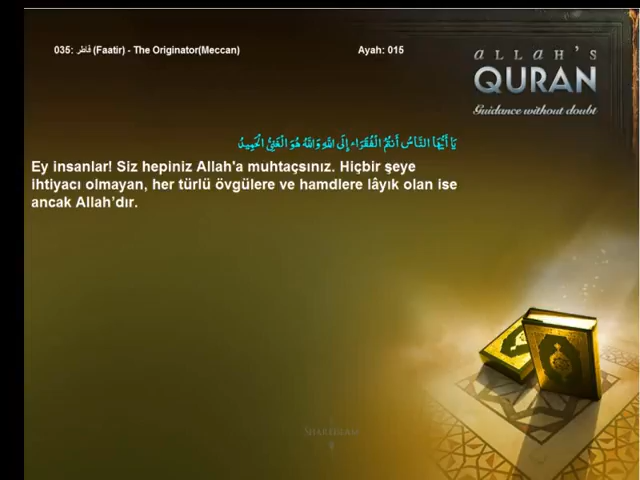 035: فاطر (Faatir) - The Originator(Meccan)
Ayah: 015
ALLAH'S
QURAN
Guidance without doubt
يَا أَيُّهَا النَّاسُ أَنتُمُ الْفُقَرَاء إِلَى اللَّهِ وَاللَّهُ هُوَ الْغَنِيُّ الْحَمِيدُ
Ey insanlar! Siz hepiniz Allah'a muhtaçsınız. Hiçbir şeye
ihtiyacı olmayan, her türlü övgülere ve hamdlere lâyık olan ise
ancak Allah’dır.